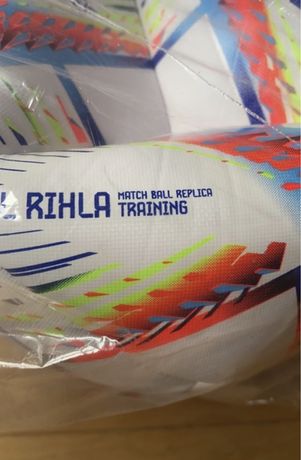 L RIHLA MATCH BALL REPLICA
TRAINING